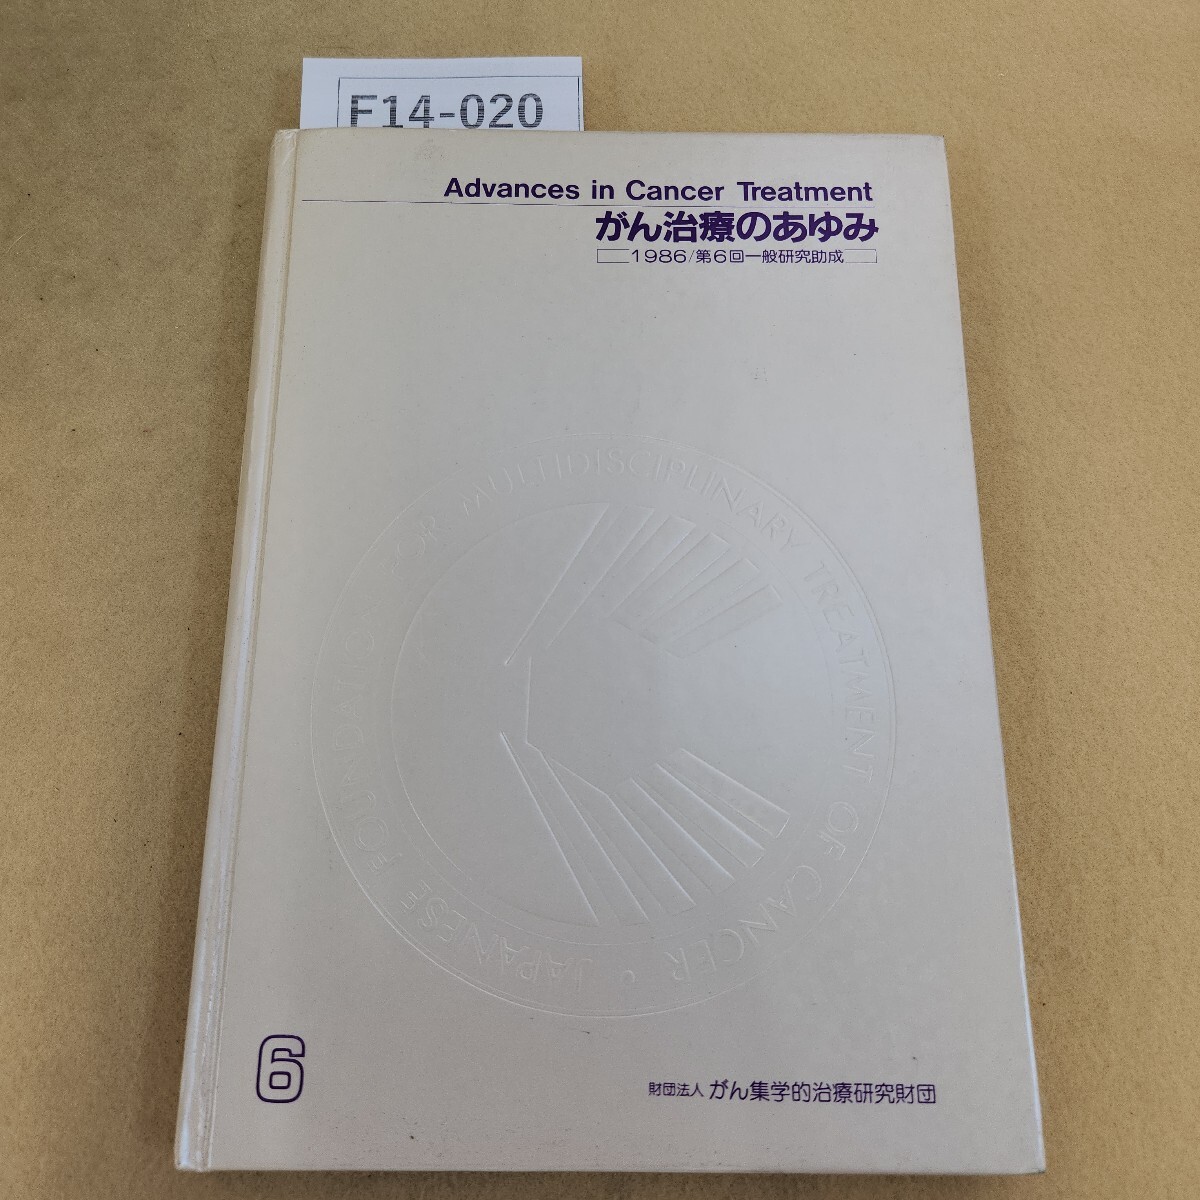 F14-020
Advances in Cancer Treatment
がん治療のあゆみ
1986/第6回一般研究助成
JAPANESE FOUNDATION FOR MULTIDISCIPLINARY TREATMENT OF CANCER
6
財団法人 がん集学的治療研究財団